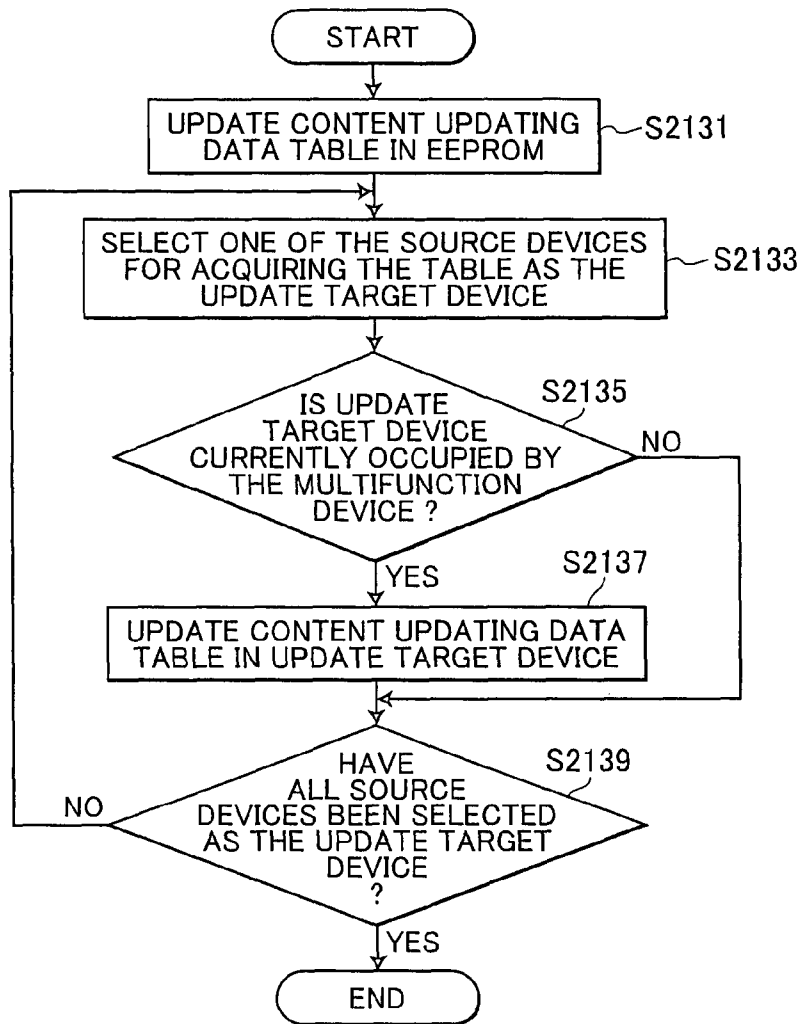 START
UPDATE CONTENT UPDATING
DATA TABLE IN EEPROM
S2131
SELECT ONE OF THE SOURCE DEVICES
FOR ACQUIRING THE TABLE AS THE
UPDATE TARGET DEVICE
S2133
S2135
IS UPDATE
TARGET DEVICE
CURRENTLY OCCUPIED BY
THE MULTIFUNCTION
DEVICE ?
NO
YES
S2137
UPDATE CONTENT UPDATING DATA
TABLE IN UPDATE TARGET DEVICE
S2139
HAVE
ALL SOURCE
DEVICES BEEN SELECTED
AS THE UPDATE TARGET
DEVICE
?
NO
YES
END